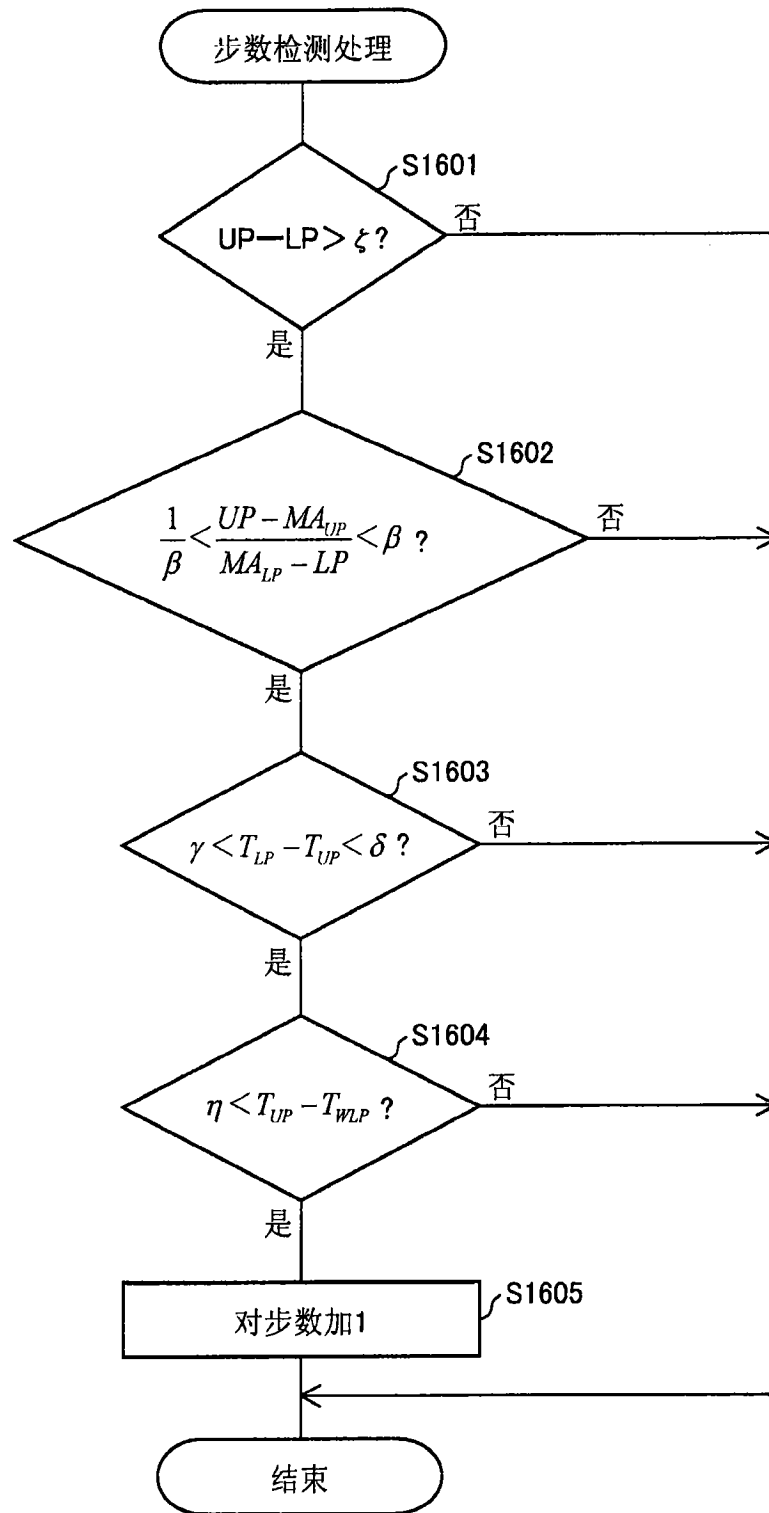 步数检测处理
S1601
UP—LP＞ζ?
否
是
S1602
1/β < (UP − MA_UP)/(MA_LP − LP) < β ?
否
是
S1603
γ < T_LP − T_UP < δ ?
否
是
S1604
η < T_UP − T_WLP ?
否
是
S1605
对步数加1
结束